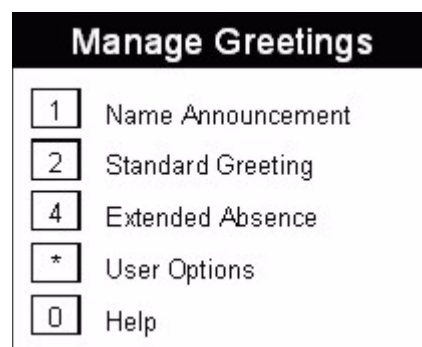 Manage Greetings
1 Name Announcement
2 Standard Greeting
4 Extended Absence
* User Options
0 Help